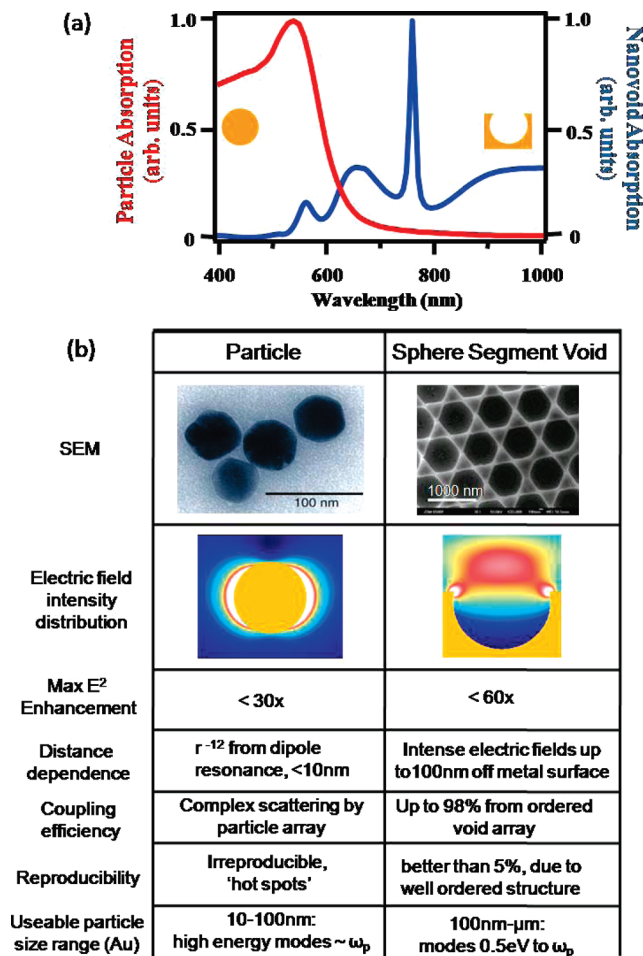 (a)
1.0
0.5
0
Particle Absorption
(arb. units)
1.0
0.5
0
Nanovoid Absorption
(arb. units)
400
600
800
1000
Wavelength (nm)
(b)
Particle
Sphere Segment Void
SEM
100 nm
1000 nm
Electric field
intensity
distribution
Max E²
Enhancement
< 30x
< 60x
Distance
dependence
r ⁻¹² from dipole
resonance, <10nm
Intense electric fields up
to100nm off metal surface
Coupling
efficiency
Complex scattering by
particle array
Up to 98% from ordered
void array
Reproducibility
Irreproducible,
‘hot spots’
better than 5%, due to
well ordered structure
Useable particle
size range (Au)
10-100nm:
high energy modes ~ ωₚ
100nm-μm:
modes 0.5eV to ωₚ